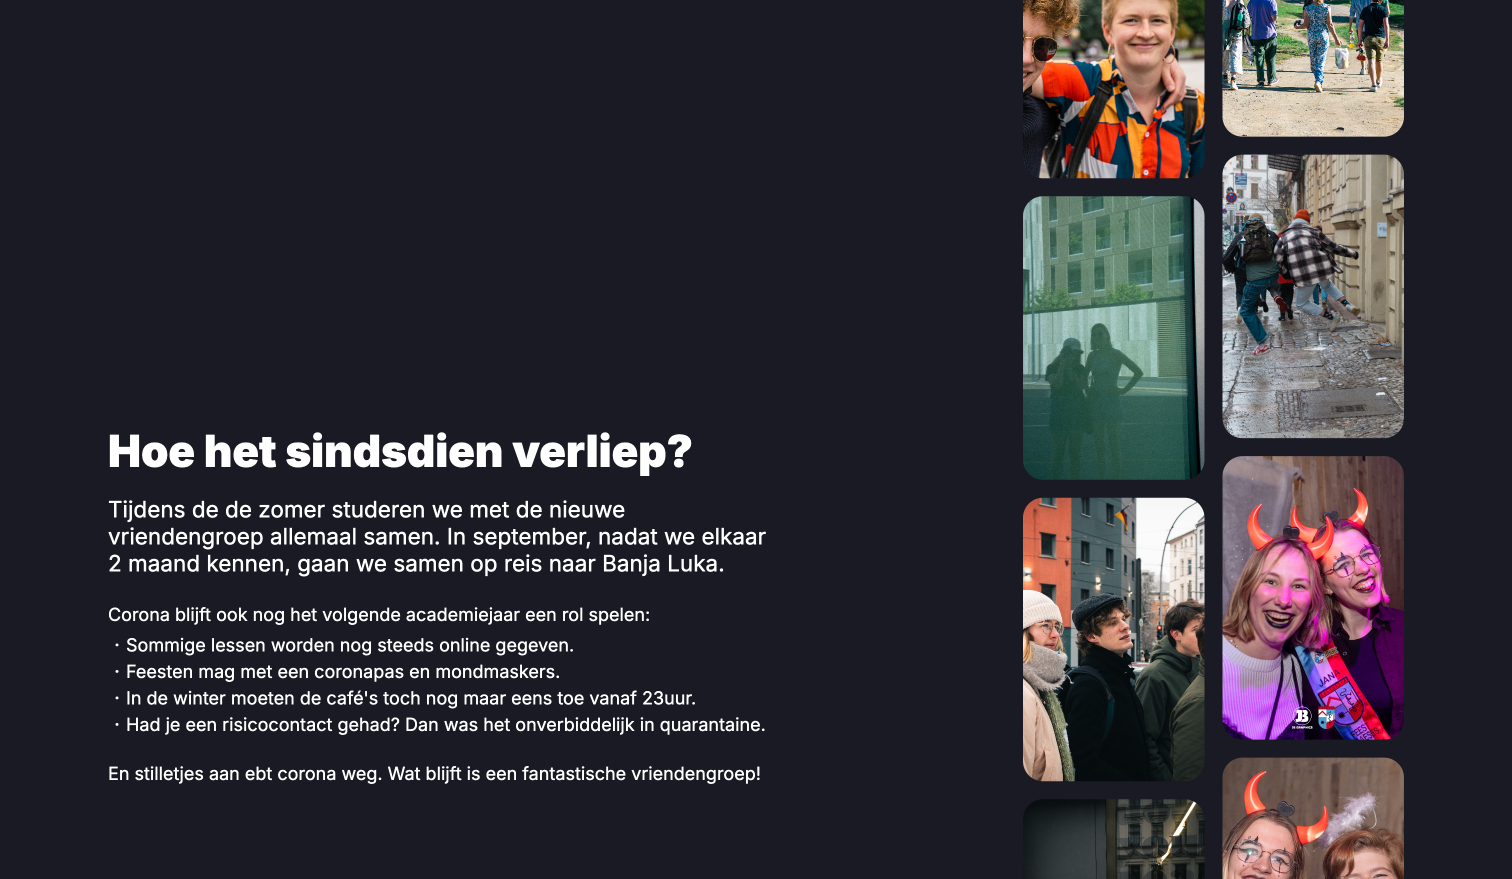 Hoe het sindsdien verliep?
Tijdens de de zomer studeren we met de nieuwe
vriendengroep allemaal samen. In september, nadat we elkaar
2 maand kennen, gaan we samen op reis naar Banja Luka.
Corona blijft ook nog het volgende academiejaar een rol spelen:
· Sommige lessen worden nog steeds online gegeven.
· Feesten mag met een coronapas en mondmaskers.
· In de winter moeten de café's toch nog maar eens toe vanaf 23uur.
· Had je een risicocontact gehad? Dan was het onverbiddelijk in quarantaine.
En stilletjes aan ebt corona weg. Wat blijft is een fantastische vriendengroep!
JANA
B